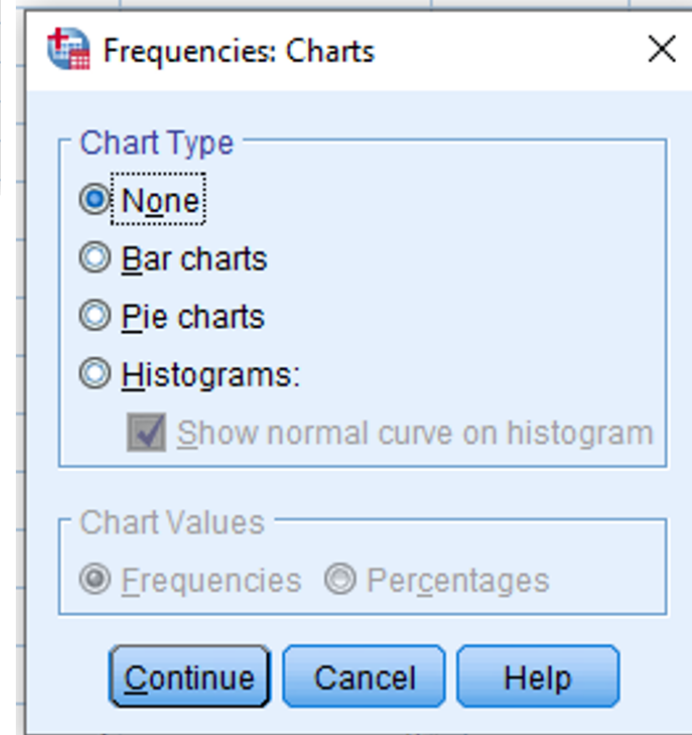 Frequencies: Charts
Chart Type
None
Bar charts
Pie charts
Histograms:
Show normal curve on histogram
Chart Values
Frequencies Percentages
Continue Cancel Help